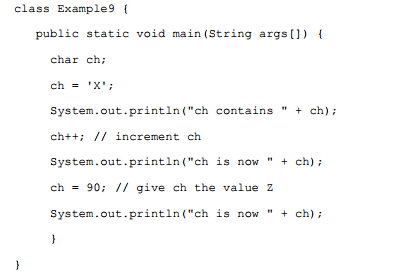 class Example9 {
public static void main(String args[]) {
char ch;
ch = 'X';
System.out.println("ch contains " + ch);
ch++; // increment ch
System.out.println("ch is now " + ch);
ch = 90; // give ch the value Z
System.out.println("ch is now " + ch);
}
}